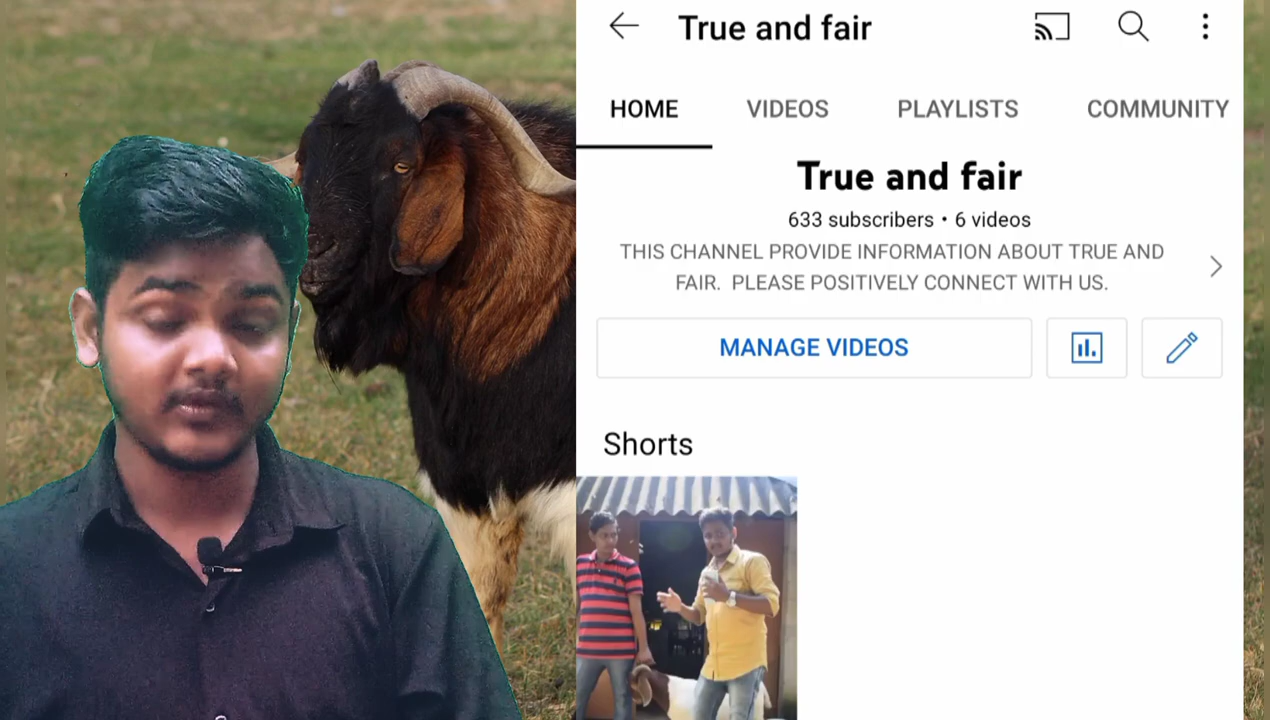 True and fair
HOME VIDEOS PLAYLISTS COMMUNITY
True and fair
633 subscribers • 6 videos
THIS CHANNEL PROVIDE INFORMATION ABOUT TRUE AND
FAIR. PLEASE POSITIVELY CONNECT WITH US.
MANAGE VIDEOS
Shorts